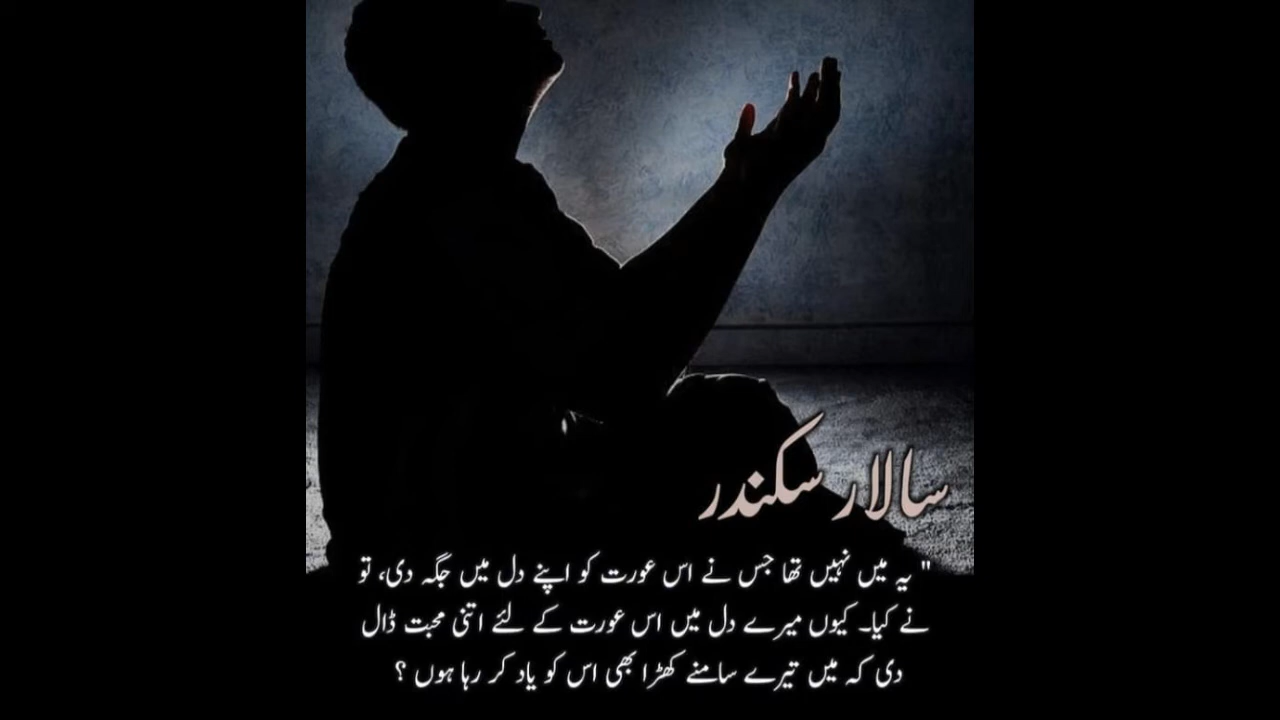 سالار سکندر
" یہ میں نہیں تھا جس نے اس عورت کو اپنے دل میں جگہ دی، تو
نے کیا۔ کیوں میرے دل میں اس عورت کے لئے اتنی محبت ڈال
دی کہ میں تیرے سامنے کھڑا بھی اس کو یاد کر رہا ہوں ؟